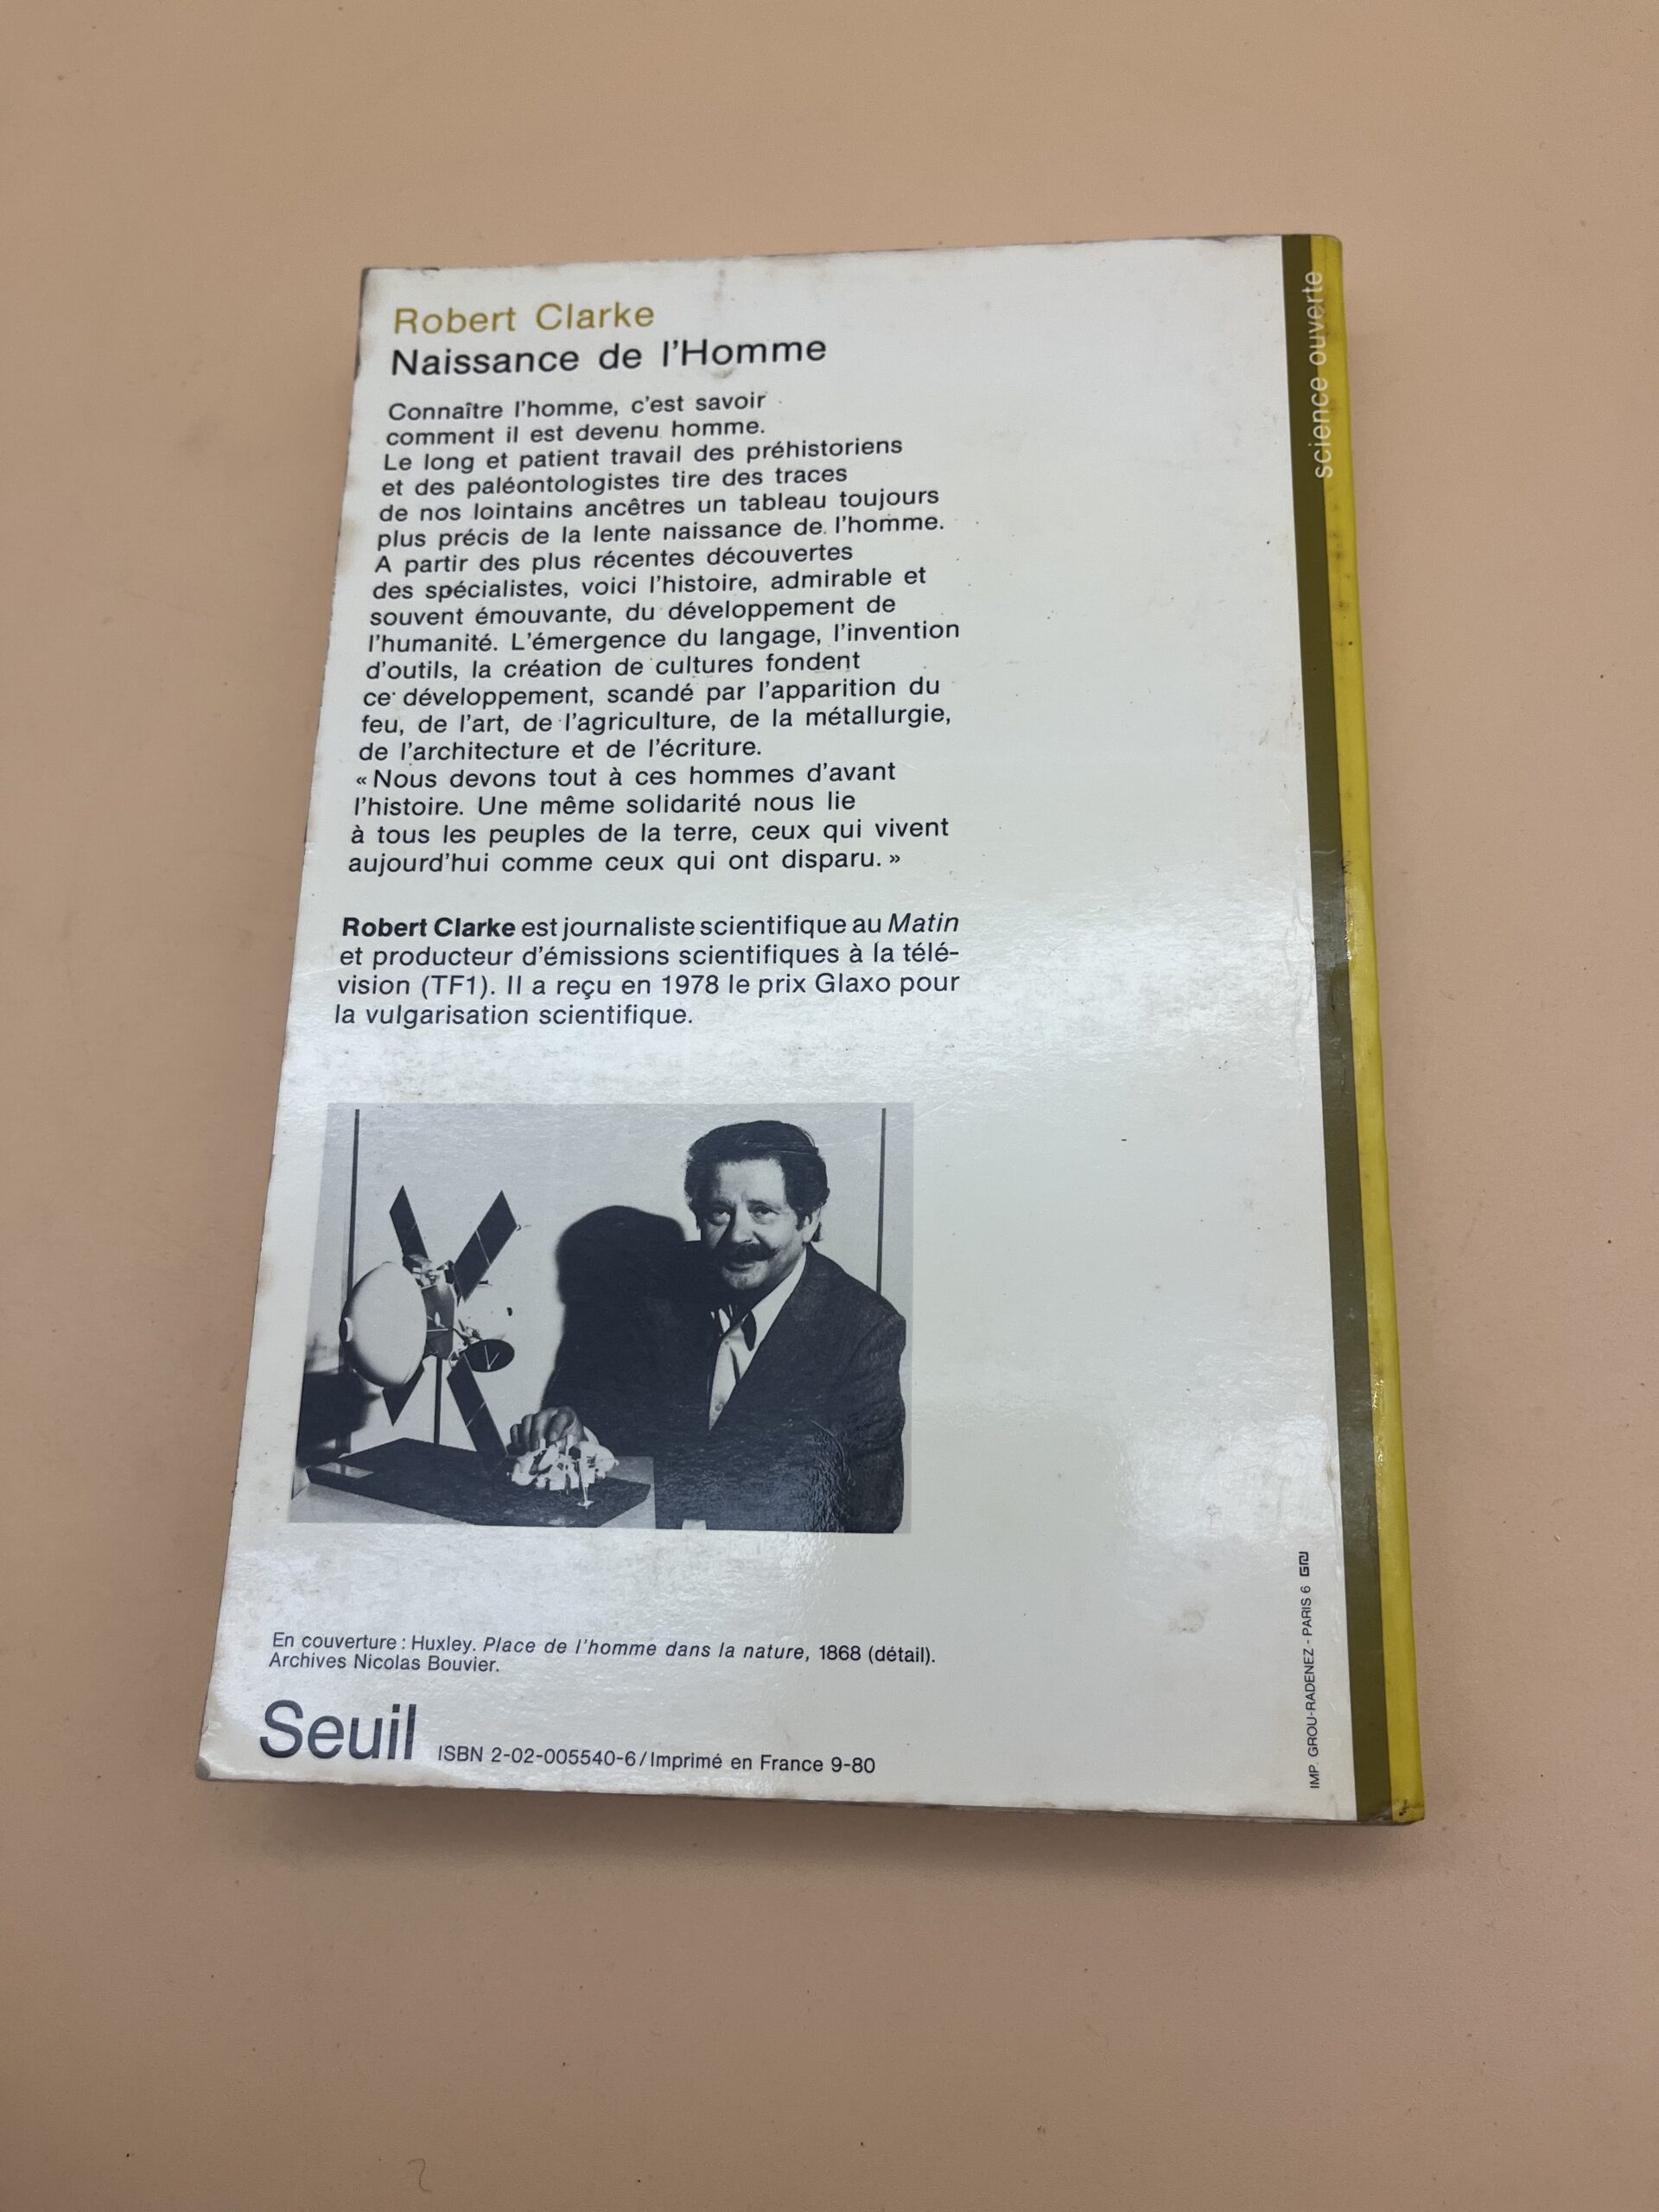 Robert Clarke
Naissance de l'Homme
Connaître l'homme, c'est savoir
comment il est devenu homme.
Le long et patient travail des préhistoriens
et des paléontologistes tire des traces
de nos lointains ancêtres un tableau toujours
plus précis de la lente naissance de l'homme.
A partir des plus récentes découvertes
des spécialistes, voici l'histoire, admirable et
souvent émouvante, du développement de
l'humanité. L'émergence du langage, l'invention
d'outils, la création de cultures fondent
ce développement, scandé par l'apparition du
feu, de l'art, de l'agriculture, de la métallurgie,
de l'architecture et de l'écriture.
« Nous devons tout à ces hommes d'avant
l'histoire. Une même solidarité nous lie
à tous les peuples de la terre, ceux qui vivent
aujourd'hui comme ceux qui ont disparu. »
Robert Clarke est journaliste scientifique au Matin
et producteur d'émissions scientifiques à la télé-
vision (TF1). Il a reçu en 1978 le prix Glaxo pour
la vulgarisation scientifique.
En couverture : Huxley. Place de l'homme dans la nature, 1868 (détail).
Archives Nicolas Bouvier.
Seuil ISBN 2-02-005540-6/Imprimé en France 9-80
IMP. GROU-RADENEZ - PARIS 6
science ouverte